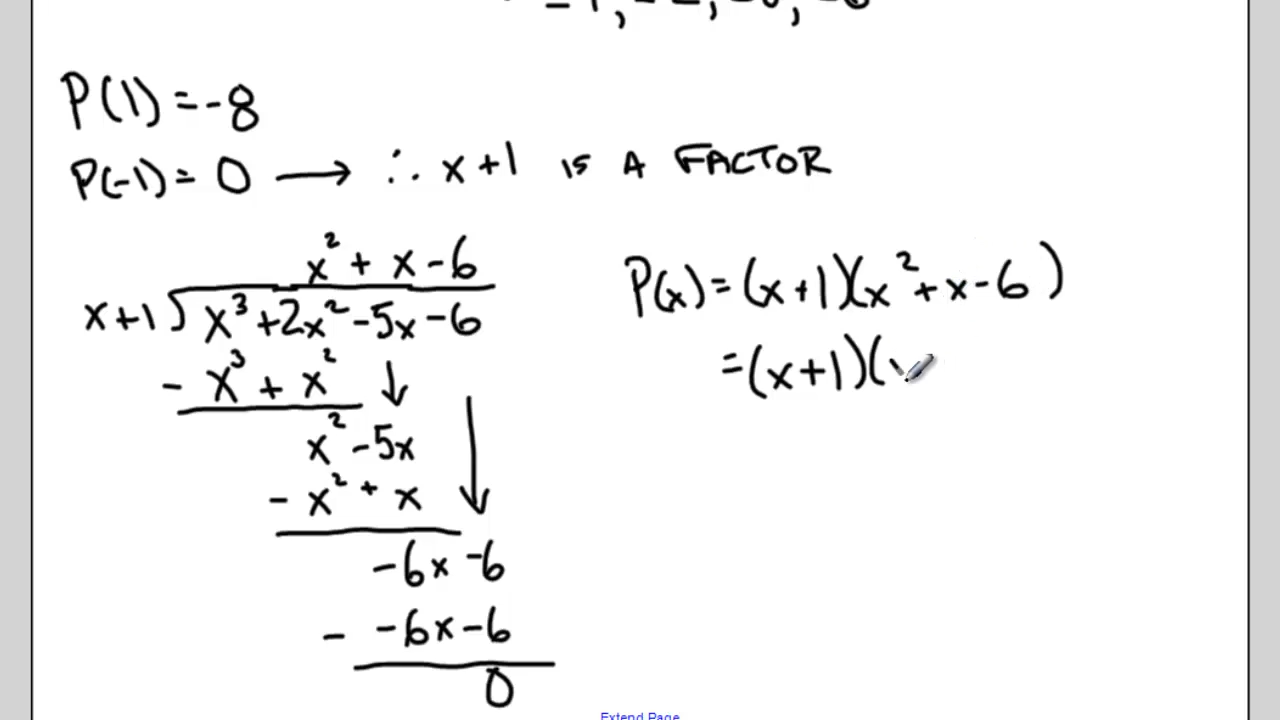 P(1) = -8
P(-1) = 0 ⟶ ∴ x + 1 IS A FACTOR
x² + x - 6
x+1 ) x³ + 2x² - 5x - 6
- x³ + x² ↓
x² - 5x
- x² + x
-6x - 6
- -6x - 6
0
P(x) = (x+1)(x² + x - 6)
= (x+1)(
Extend Page